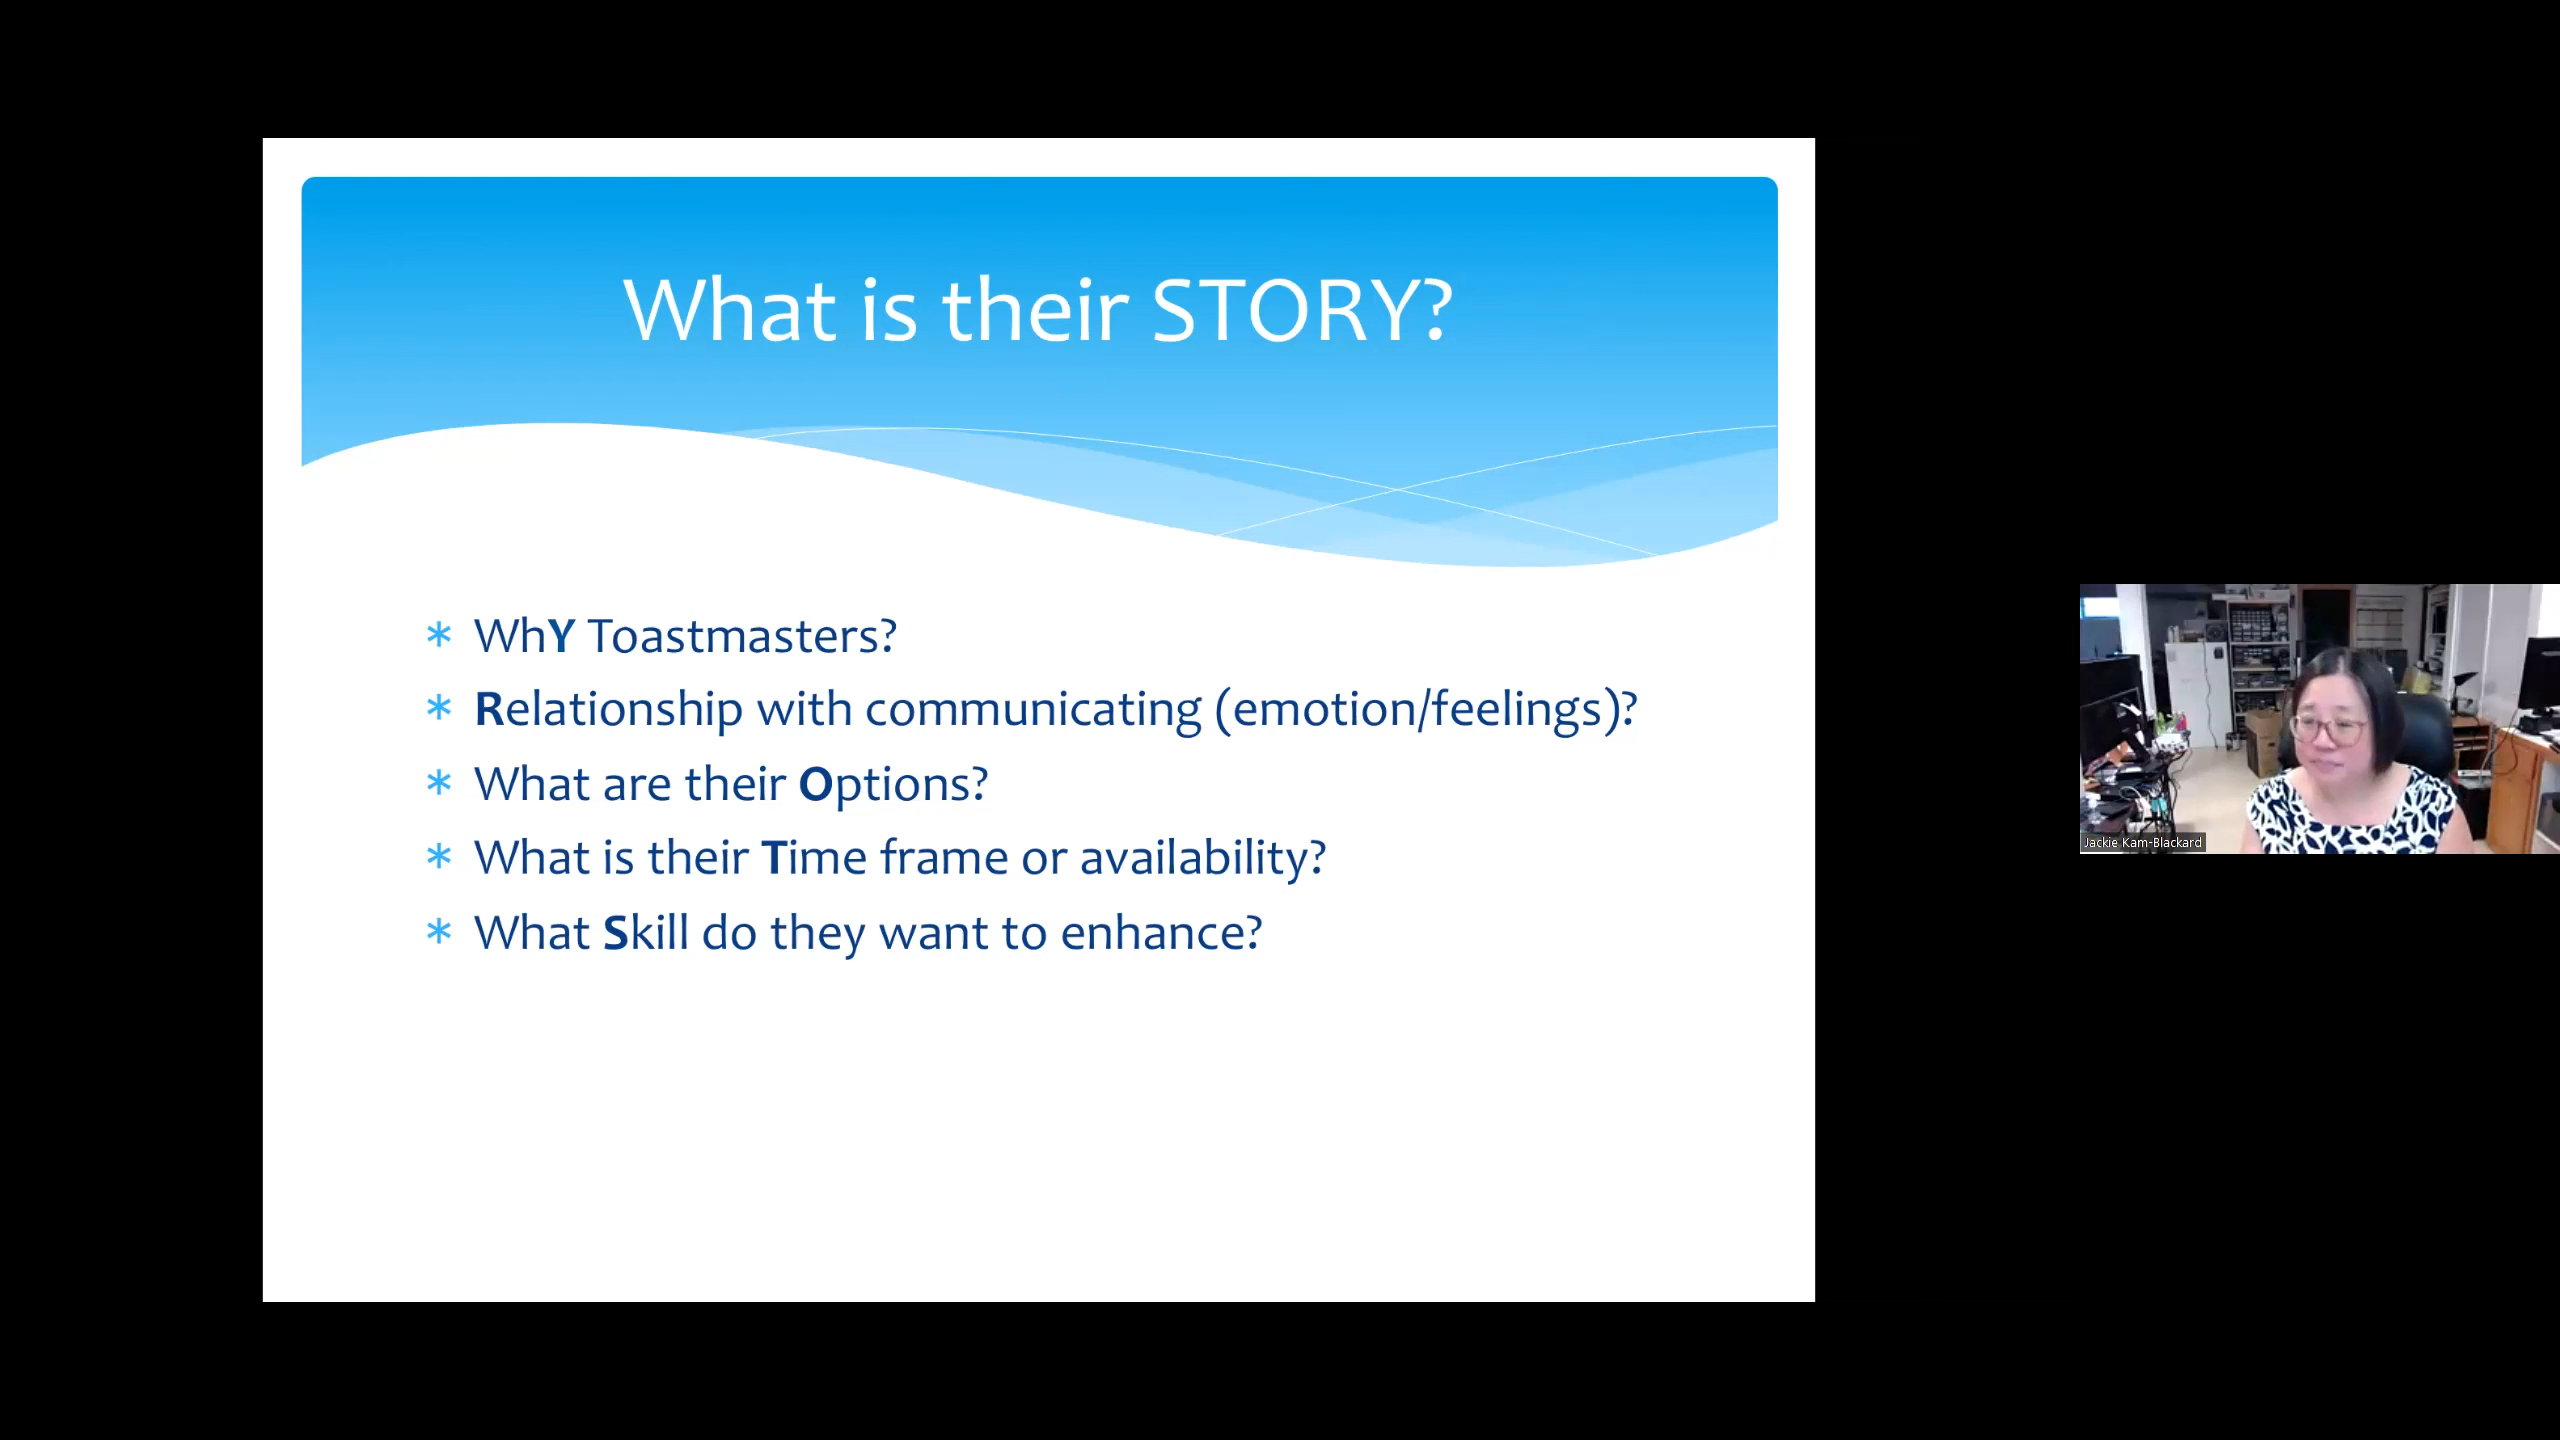 What is their STORY?
* WhY Toastmasters?
* Relationship with communicating (emotion/feelings)?
* What are their Options?
* What is their Time frame or availability?
* What Skill do they want to enhance?
Jackie Kam-Blackard